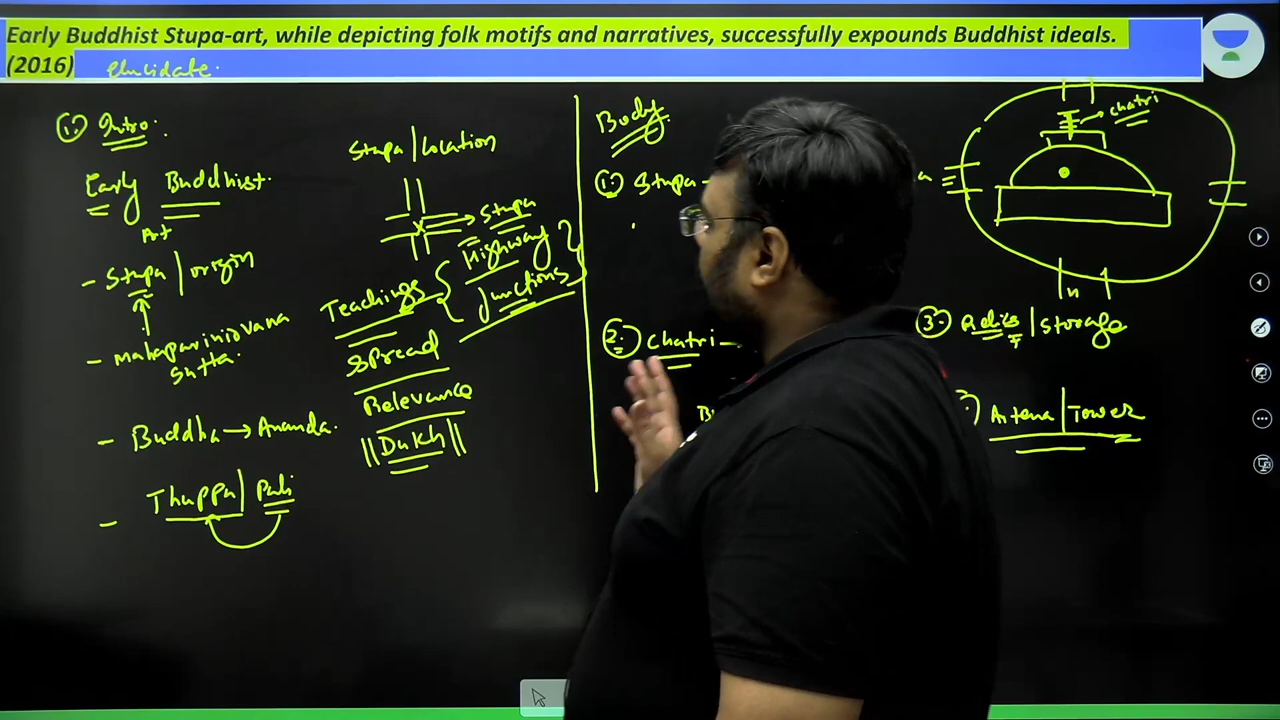 Early Buddhist Stupa-art, while depicting folk motifs and narratives, successfully expounds Buddhist ideals.
(2016) Elucidate.
1. Intro:
Early Buddhist.
Art
- Stupa/origin
- mahaparinirvana
Sutta.
- Buddha → Ananda.
- Thuppa/Pali
Stupa/Location
x
Stupa
Teachings { Highway }
Junctions
Spread
Relevance
||Dukh||
Body
1. Stupa -
2. Chatri -
chatri
3. Relics/Storage
Antena/Tower